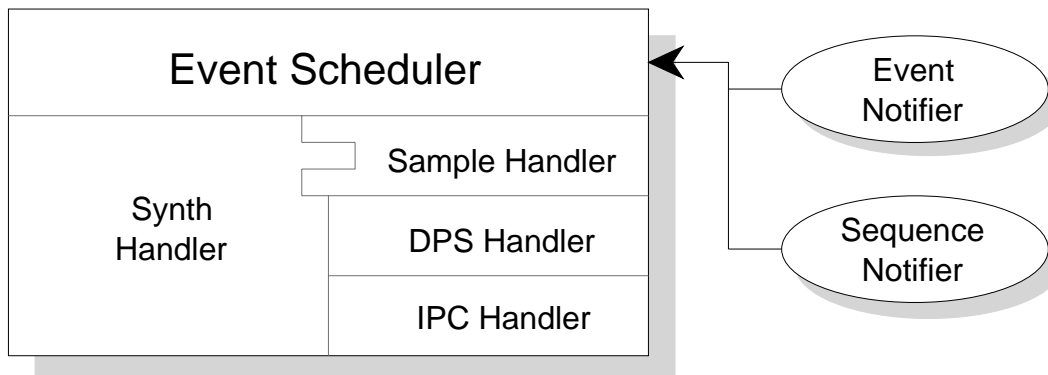 Event Scheduler
Event
Notifier
Sample Handler
Synth
Handler
DPS Handler
Sequence
Notifier
IPC Handler